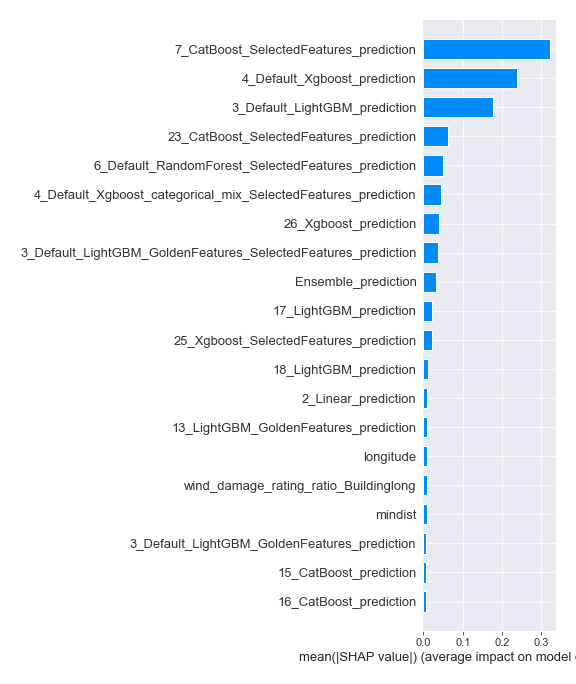 7_CatBoost_SelectedFeatures_prediction
4_Default_Xgboost_prediction
3_Default_LightGBM_prediction
23_CatBoost_SelectedFeatures_prediction
6_Default_RandomForest_SelectedFeatures_prediction
4_Default_Xgboost_categorical_mix_SelectedFeatures_prediction
26_Xgboost_prediction
3_Default_LightGBM_GoldenFeatures_SelectedFeatures_prediction
Ensemble_prediction
17_LightGBM_prediction
25_Xgboost_SelectedFeatures_prediction
18_LightGBM_prediction
2_Linear_prediction
13_LightGBM_GoldenFeatures_prediction
longitude
wind_damage_rating_ratio_Buildinglong
mindist
3_Default_LightGBM_GoldenFeatures_prediction
15_CatBoost_prediction
16_CatBoost_prediction
0.0 0.1 0.2 0.3
mean(|SHAP value|) (average impact on model